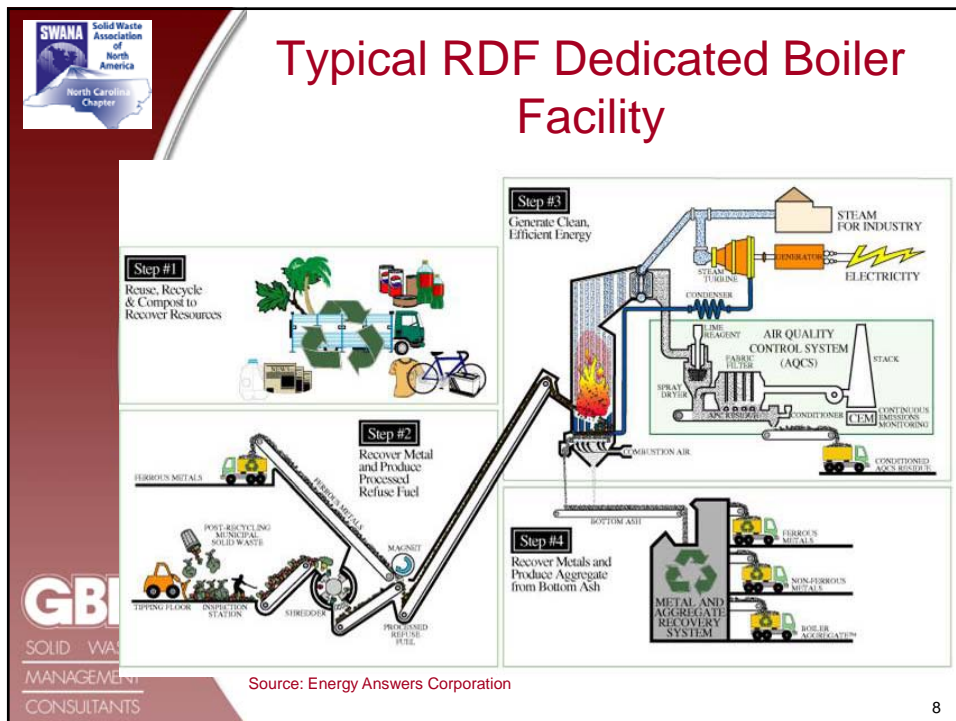 SWANA
Solid Waste
Association
of
North
America
North Carolina
Chapter
Typical RDF Dedicated Boiler
Facility
Step #1
Reuse, Recycle
& Compost to
Recover Resources
Step #2
Recover Metal
and Produce
Processed
Refuse Fuel
FERROUS METALS
FERROUS METALS
POST-RECYCLING
MUNICIPAL
SOLID WASTE
MAGNET
TIPPING FLOOR
INSPECTION
STATION
SHREDDER
PROCESSED
REFUSE
FUEL
Step #3
Generate Clean,
Efficient Energy
STEAM
FOR INDUSTRY
STEAM
TURBINE
GENERATOR
ELECTRICITY
CONDENSER
LIME
REAGENT
AIR QUALITY
CONTROL SYSTEM
(AQCS)
STACK
FABRIC
FILTER
SPRAY
DRYER
CONDITIONER
CEM
CONTINUOUS
EMISSIONS
MONITORING
COMBUSTION AIR
CONDITIONED
AQCS RESIDUE
BOTTOM ASH
Step #4
Recover Metals and
Produce Aggregate
from Bottom Ash
METAL AND
AGGREGATE
RECOVERY
SYSTEM
FERROUS
METALS
NON-FERROUS
METALS
BOILER
AGGREGATE™
GB
SOLID WAS
MANAGEMENT
CONSULTANTS
Source: Energy Answers Corporation
8